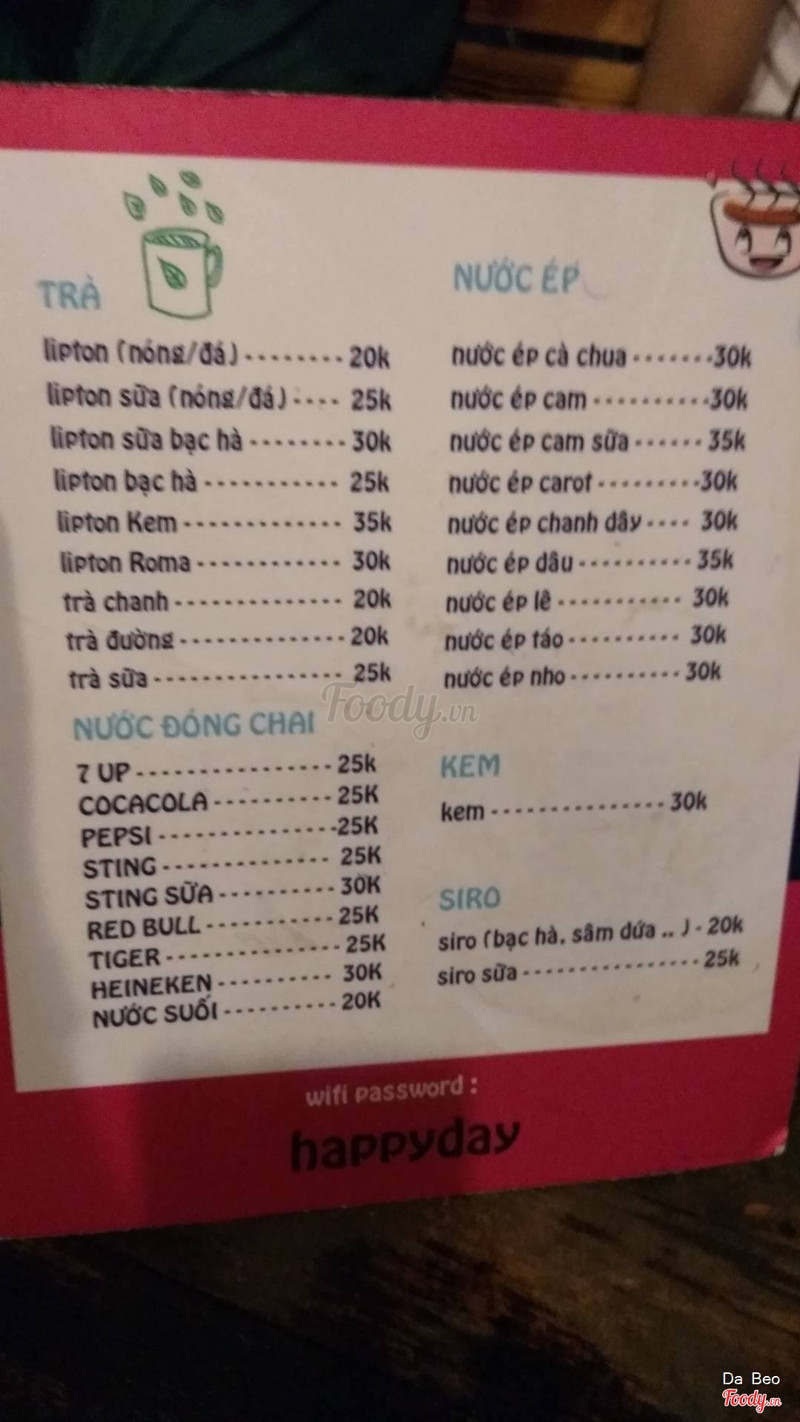 TRÀ
lipton (nóng/đá)-------- 20k
lipton sữa (nóng/đá)---- 25k
lipton sữa bạc hà-------- 30k
lipton bạc hà----------- 25k
lipton Kem------------- 35k
lipton Roma------------ 30k
trà chanh-------------- 20k
trà đường-------------- 20k
trà sữa---------------- 25k
NƯỚC ĐÓNG CHAI
7 UP----------------- 25k
COCACOLA---------- 25K
PEPSI---------------25K
STING-------------- 25K
STING SỮA---------- 30K
RED BULL----------- 25K
TIGER--------------- 25K
HEINEKEN---------- 30K
NƯỚC SUỐI---------- 20K
NƯỚC ÉP
nước ép cà chua-------30k
nước ép cam----------30k
nước ép cam sữa------ 35k
nước ép carot---------30k
nước ép chanh dây---- 30k
nước ép dâu---------- 35k
nước ép lê----------- 30k
nước ép táo---------- 30k
nước ép nho---------- 30k
KEM
kem --------------- 30k
SIRO
siro (bạc hà, sâm dứa .. ) - 20k
siro sữa---------------- 25k
wifi password :
happyday
Foody.vn
Da Beo
Foody.vn